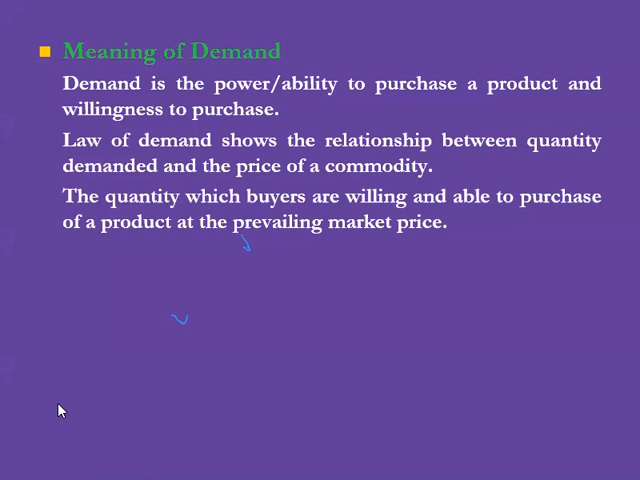 Meaning of Demand
Demand is the power/ability to purchase a product and
willingness to purchase.
Law of demand shows the relationship between quantity
demanded and the price of a commodity.
The quantity which buyers are willing and able to purchase
of a product at the prevailing market price.